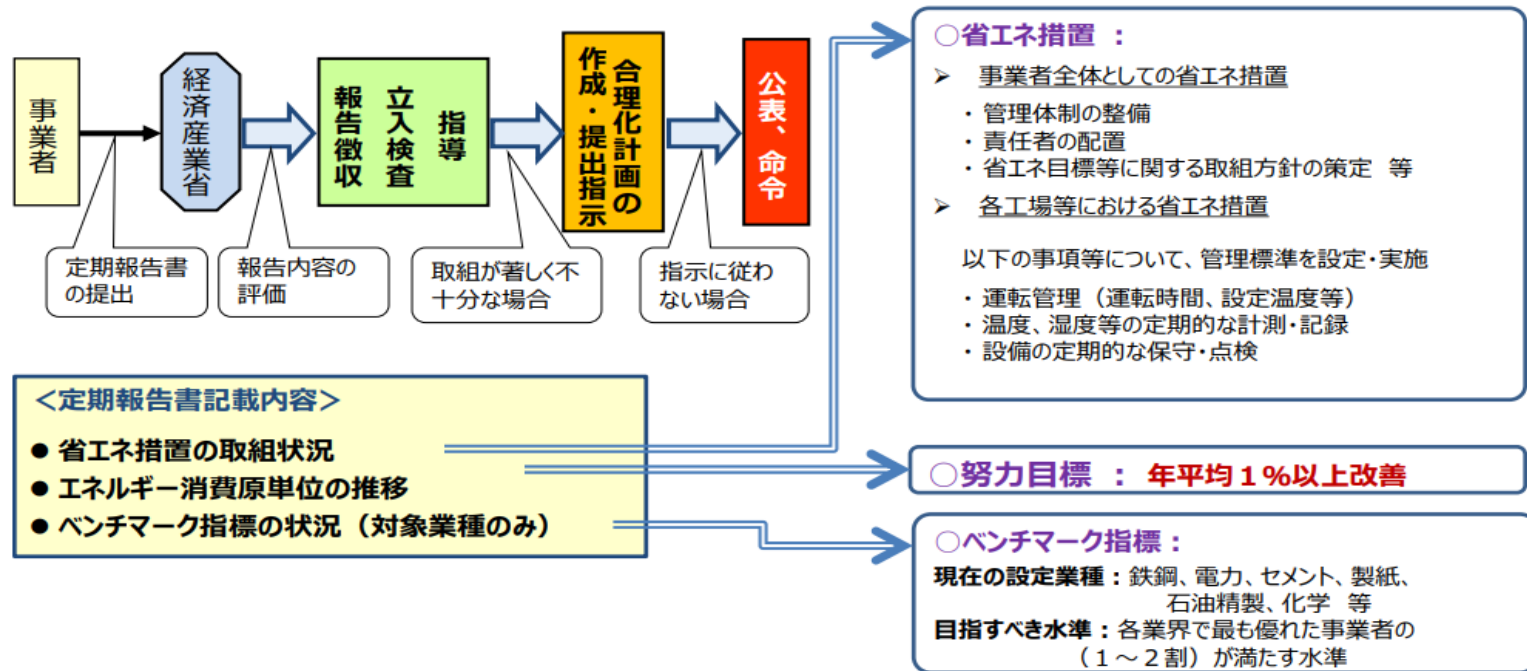 事業者
経済産業省
報告徴収
立入検査
指導
合理化計画の
作成・提出指示
公表、命令
定期報告書
の提出
報告内容の
評価
取組が著しく不
十分な場合
指示に従わ
ない場合
＜定期報告書記載内容＞
● 省エネ措置の取組状況
● エネルギー消費原単位の推移
● ベンチマーク指標の状況（対象業種のみ）
○省エネ措置 ：
➢ 事業者全体としての省エネ措置
・管理体制の整備
・責任者の配置
・省エネ目標等に関する取組方針の策定 等
➢ 各工場等における省エネ措置
以下の事項等について、管理標準を設定・実施
・運転管理（運転時間、設定温度等）
・温度、湿度等の定期的な計測・記録
・設備の定期的な保守・点検
○努力目標 ： 年平均１%以上改善
○ベンチマーク指標：
現在の設定業種：鉄鋼、電力、セメント、製紙、
石油精製、化学 等
目指すべき水準：各業界で最も優れた事業者の
（１～２割）が満たす水準